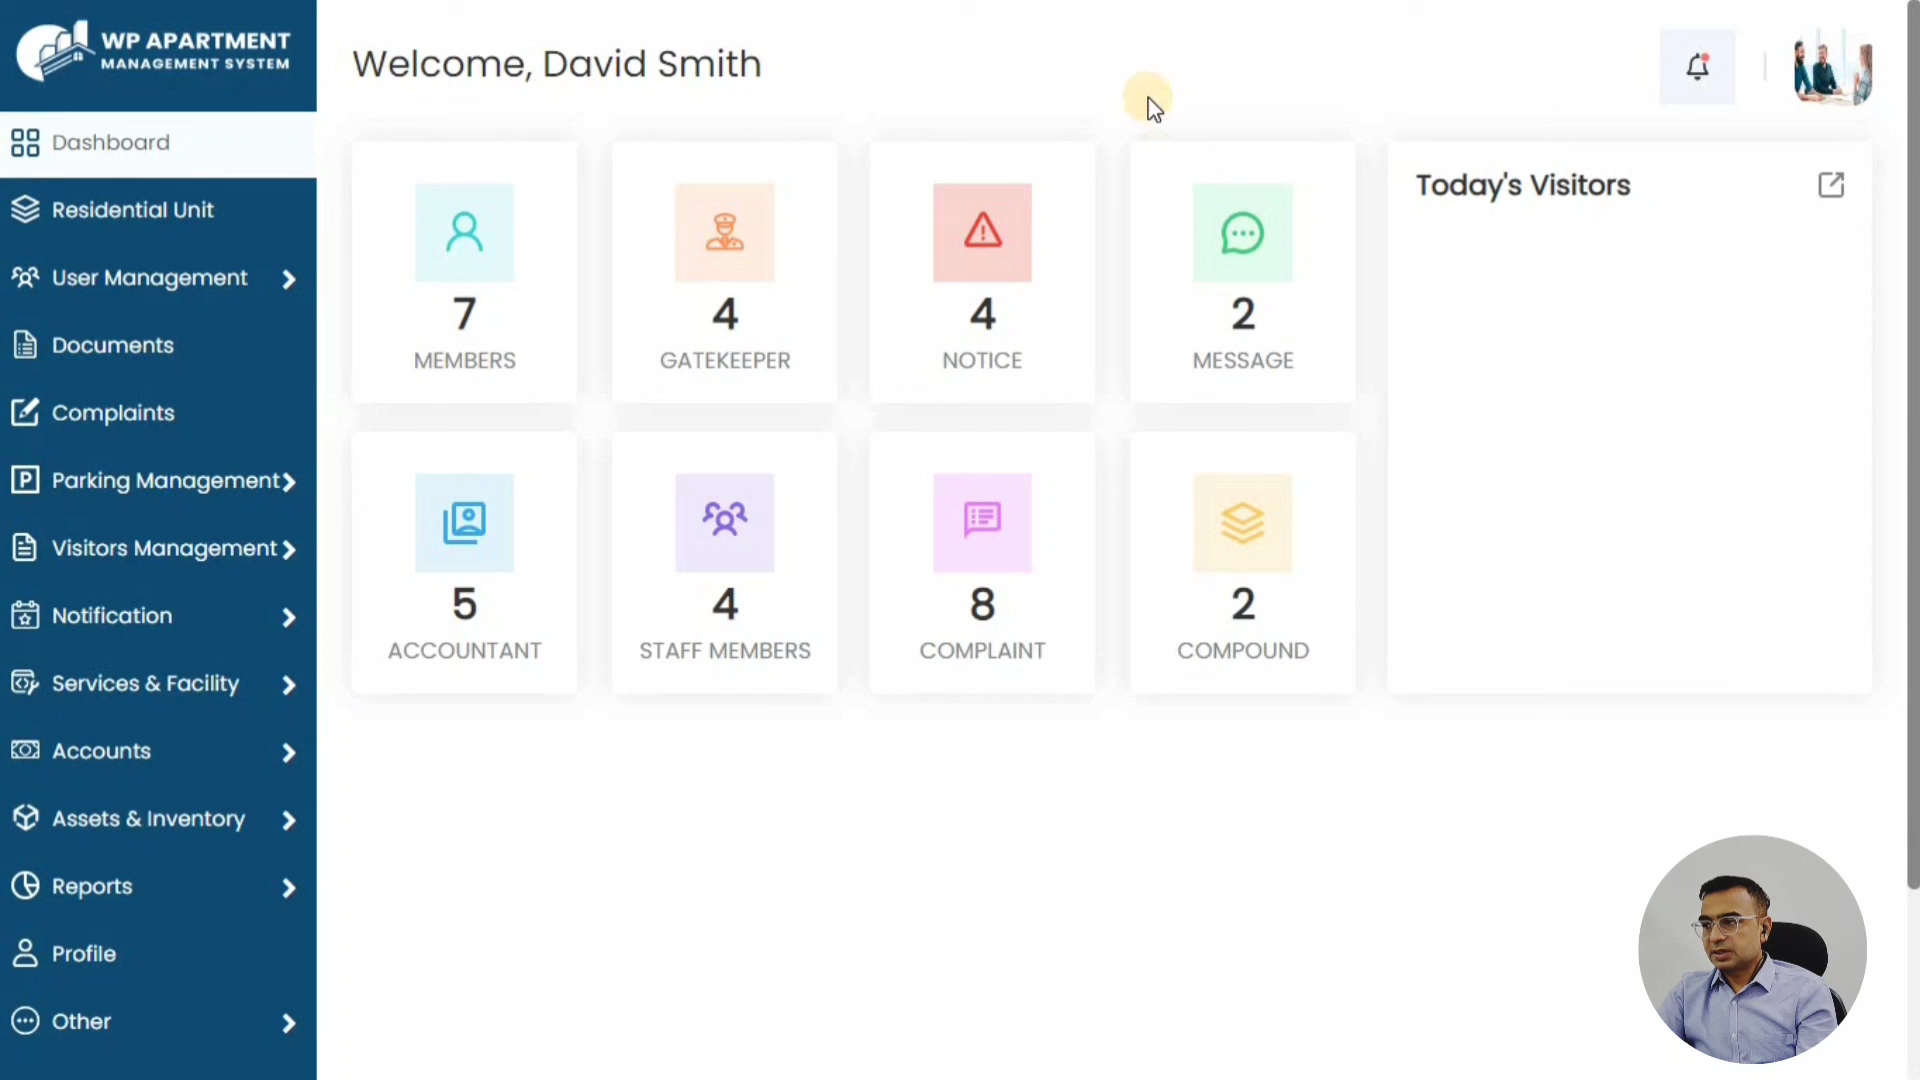 WP APARTMENT
MANAGEMENT SYSTEM
Dashboard
Residential Unit
User Management
Documents
Complaints
Parking Management
Visitors Management
Notification
Services & Facility
Accounts
Assets & Inventory
Reports
Profile
Other
Welcome, David Smith
7
MEMBERS
4
GATEKEEPER
4
NOTICE
2
MESSAGE
5
ACCOUNTANT
4
STAFF MEMBERS
8
COMPLAINT
2
COMPOUND
Today's Visitors